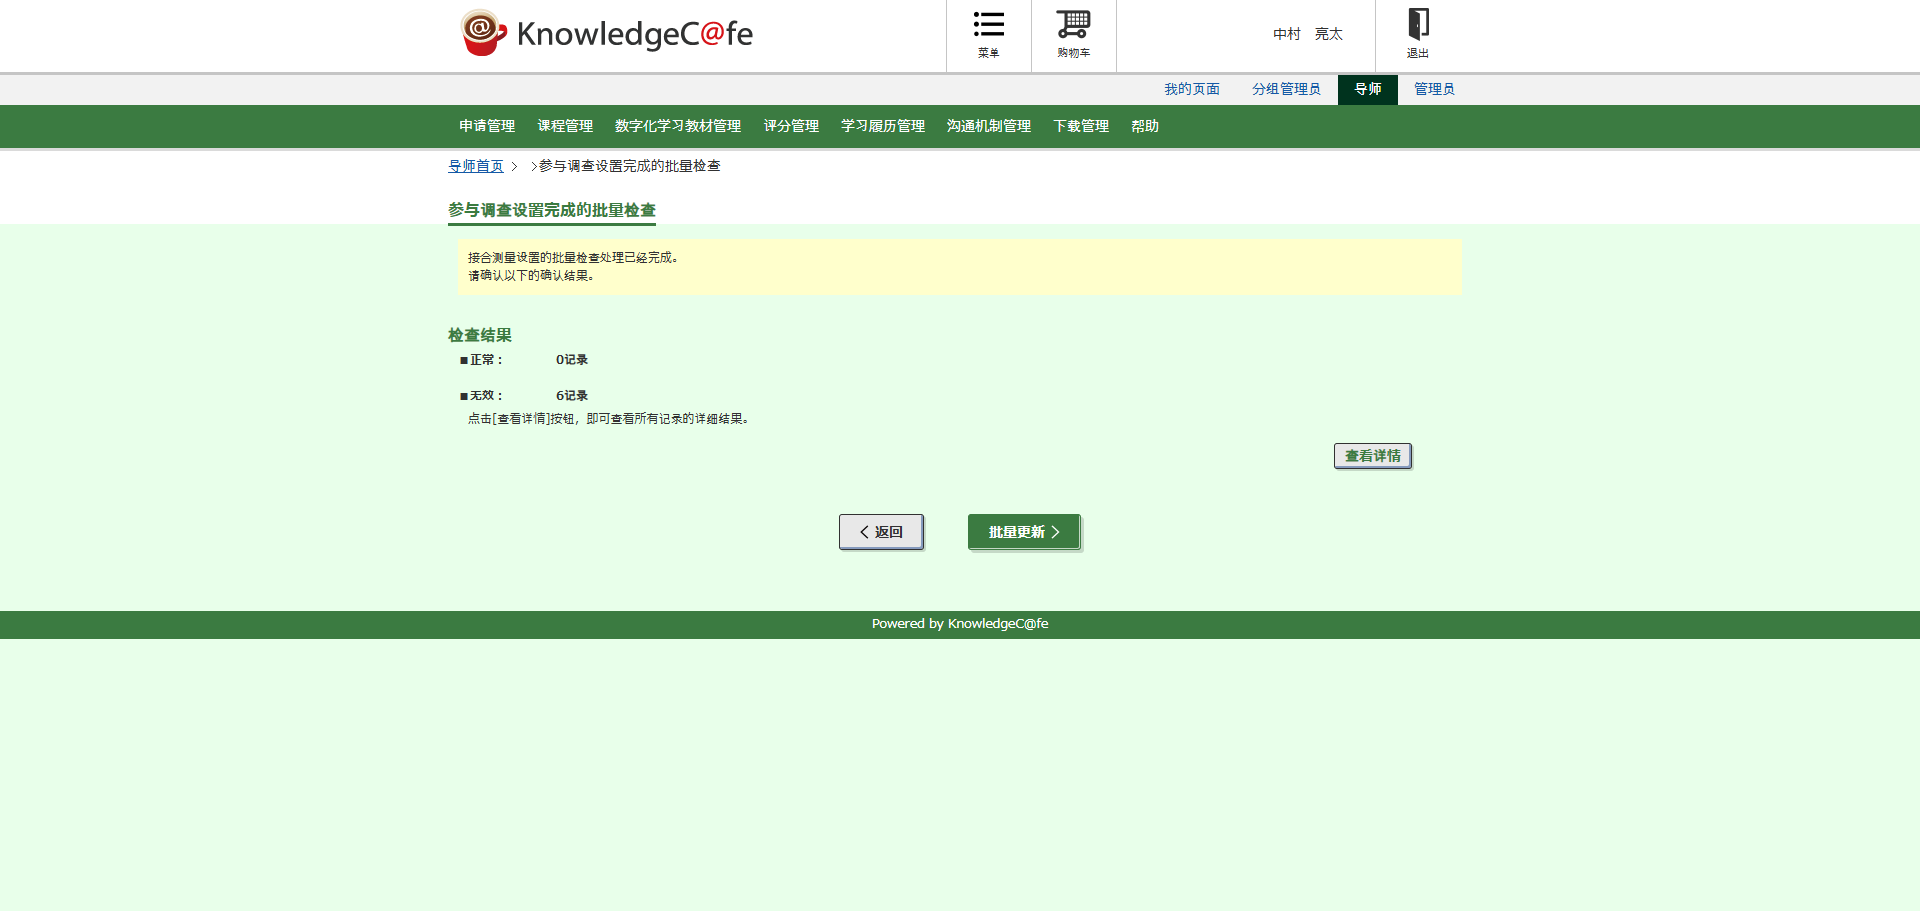 KnowledgeC@fe
菜单
购物车
中村　亮太
退出
我的页面
分组管理员
导师
管理员
申请管理
课程管理
数字化学习教材管理
评分管理
学习履历管理
沟通机制管理
下载管理
帮助
导师首页 > >参与调查设置完成的批量检查
参与调查设置完成的批量检查
接合测量设置的批量检查处理已经完成。
请确认以下的确认结果。
检查结果
■正常： 0记录
■无效： 6记录
点击[查看详情]按钮，即可查看所有记录的详细结果。
查看详情
返回
批量更新
Powered by KnowledgeC@fe